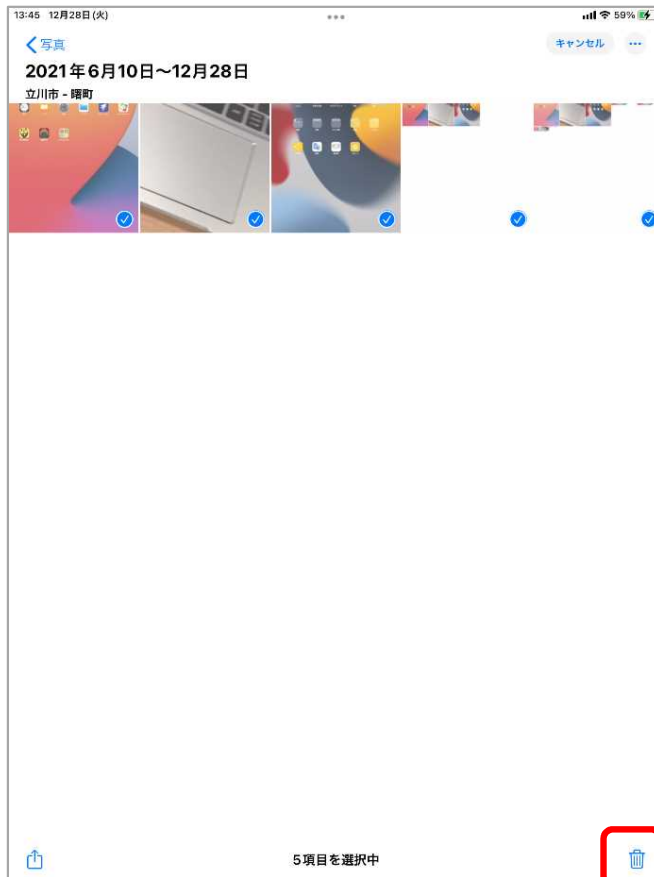 13:45 12月28日(火)
59%
写真
キャンセル
2021年6月10日〜12月28日
立川市 - 曙町
5項目を選択中